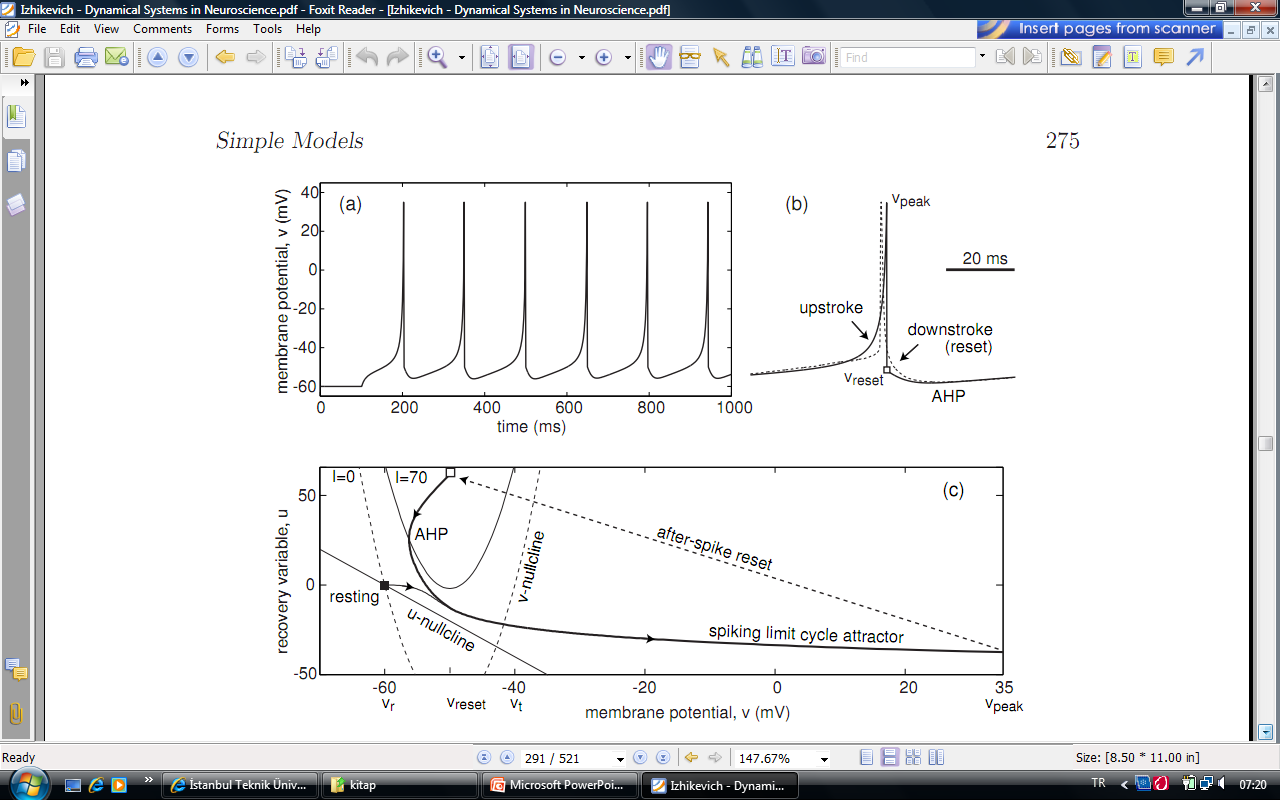 Izhikevich - Dynamical Systems in Neuroscience.pdf - Foxit Reader - [Izhikevich - Dynamical Systems in Neuroscience.pdf]
File Edit View Comments Forms Tools Help
Insert pages from scanner
Find
Simple Models 275
(a)
membrane potential, v (mV)
40
20
0
-20
-40
-60
0 200 400 600 800 1000
time (ms)
(b)
vpeak
20 ms
upstroke
downstroke
(reset)
vreset
AHP
(c)
I=0 I=70
recovery variable, u
50
0
-50
AHP
resting
u-nullcline
v-nullcline
after-spike reset
spiking limit cycle attractor
-60 -40 -20 0 20 35
vr vreset vt vpeak
membrane potential, v (mV)
Ready 291 / 521 147.67% Size: [8.50 * 11.00 in]
İstanbul Teknik Üniv... kitap Microsoft PowerPoi... Izhikevich - Dynami... TR 07:20